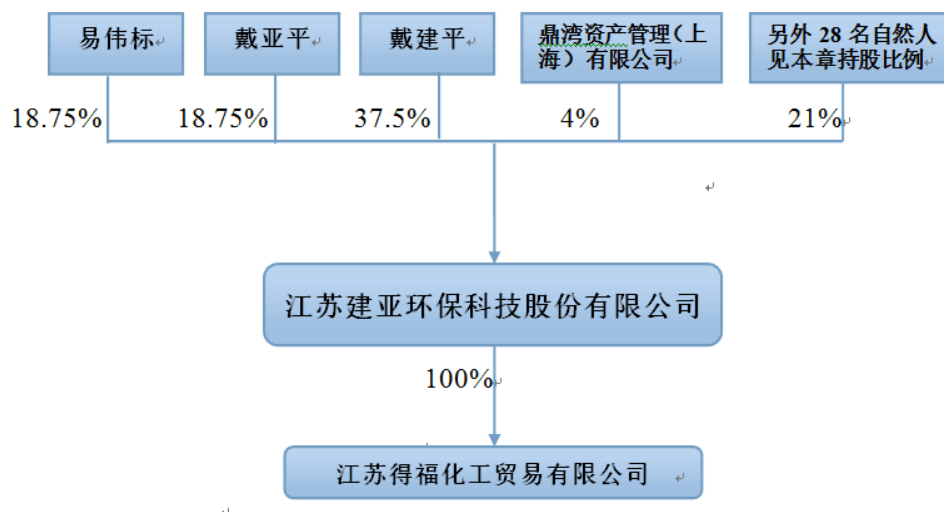 易伟标
戴亚平
戴建平
鼎湾资产管理（上
海）有限公司
另外 28 名自然人
见本章持股比例
18.75%
18.75%
37.5%
4%
21%
江苏建亚环保科技股份有限公司
100%
江苏得福化工贸易有限公司